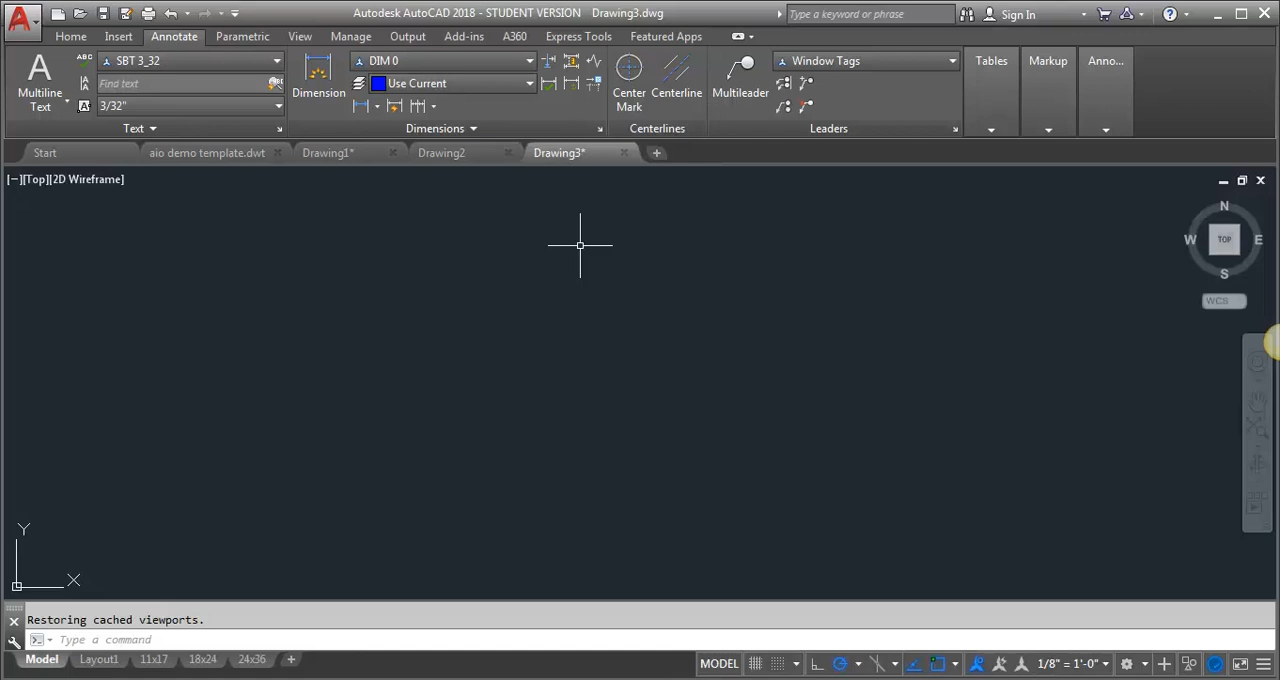 Autodesk AutoCAD 2018 - STUDENT VERSION Drawing3.dwg
Type a keyword or phrase
Sign In
Home Insert Annotate Parametric View Manage Output Add-ins A360 Express Tools Featured Apps
A Multiline Text
ABC
SBT 3_32
Find text
3/32"
Text
Dimension
DIM 0
Use Current
Dimensions
Center Mark
Centerline
Centerlines
Multileader
Window Tags
Leaders
Tables
Markup
Anno...
Start
aio demo template.dwt
Drawing1*
Drawing2
Drawing3*
[−][Top][2D Wireframe]
N
W TOP E
S
WCS
Y
X
Restoring cached viewports.
Type a command
Model Layout1 11x17 18x24 24x36
MODEL
1/8" = 1'-0"